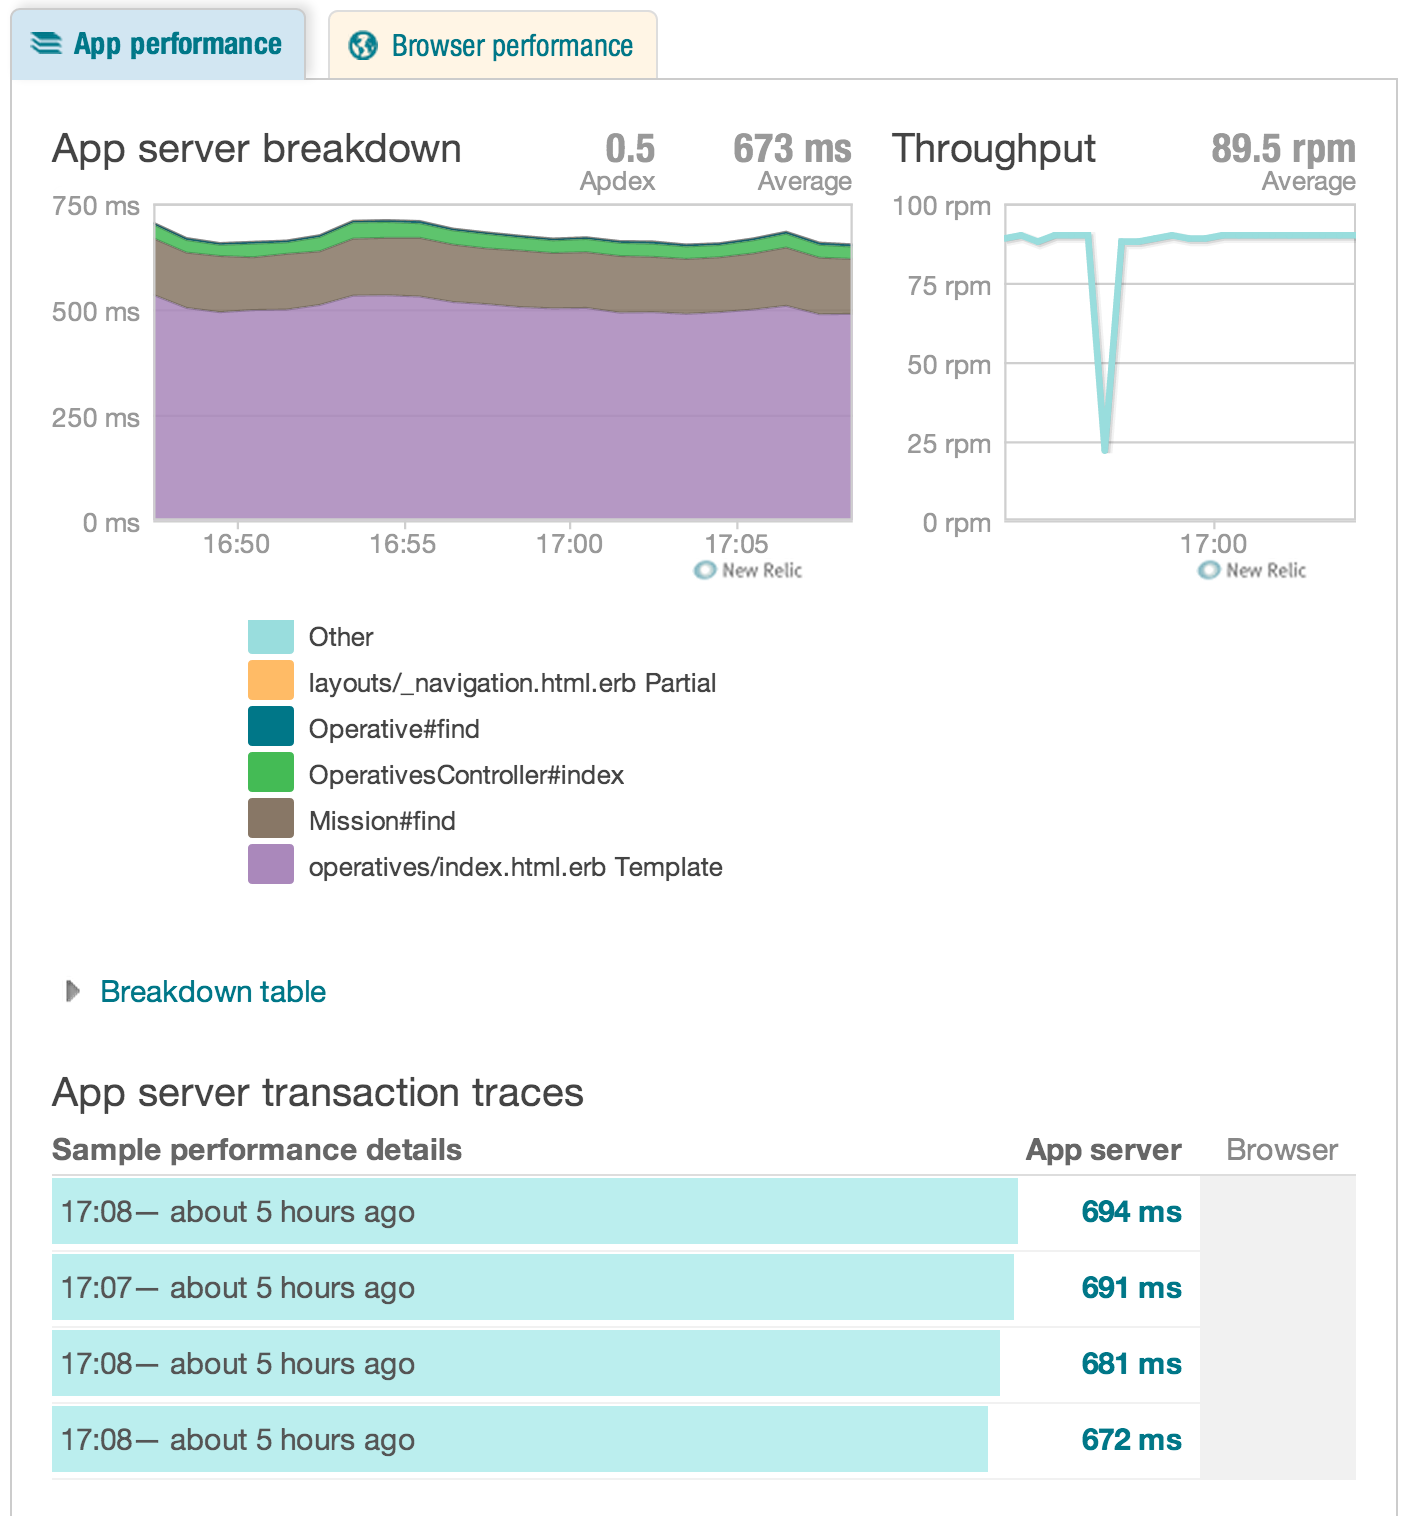 App performance
Browser performance
App server breakdown
0.5
Apdex
673 ms
Average
750 ms
500 ms
250 ms
0 ms
16:50
16:55
17:00
17:05
New Relic
Throughput
89.5 rpm
Average
100 rpm
75 rpm
50 rpm
25 rpm
0 rpm
17:00
New Relic
Other
layouts/_navigation.html.erb Partial
Operative#find
OperativesController#index
Mission#find
operatives/index.html.erb Template
Breakdown table
App server transaction traces
Sample performance details App server Browser
17:08— about 5 hours ago 694 ms
17:07— about 5 hours ago 691 ms
17:08— about 5 hours ago 681 ms
17:08— about 5 hours ago 672 ms